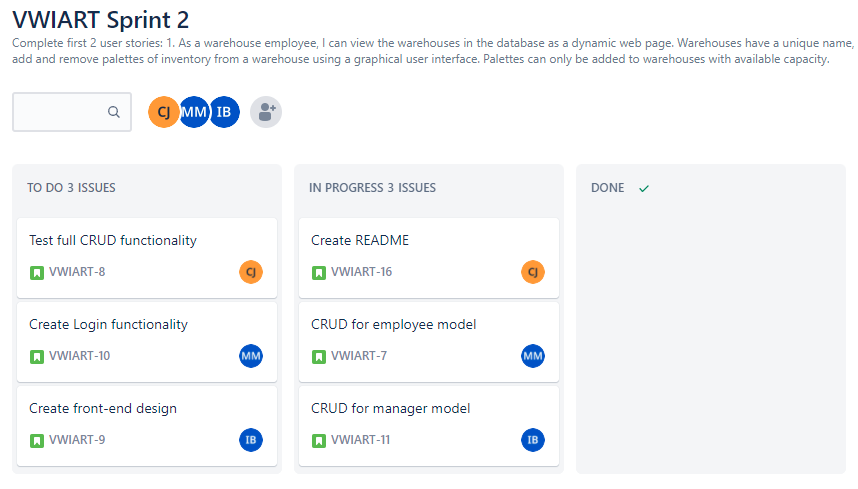 VWIART Sprint 2
Complete first 2 user stories: 1. As a warehouse employee, I can view the warehouses in the database as a dynamic web page. Warehouses have a unique name,
add and remove palettes of inventory from a warehouse using a graphical user interface. Palettes can only be added to warehouses with available capacity.
CJ MM IB
TO DO 3 ISSUES
Test full CRUD functionality
VWIART-8 CJ
Create Login functionality
VWIART-10 MM
Create front-end design
VWIART-9 IB
IN PROGRESS 3 ISSUES
Create README
VWIART-16 CJ
CRUD for employee model
VWIART-7 MM
CRUD for manager model
VWIART-11 IB
DONE